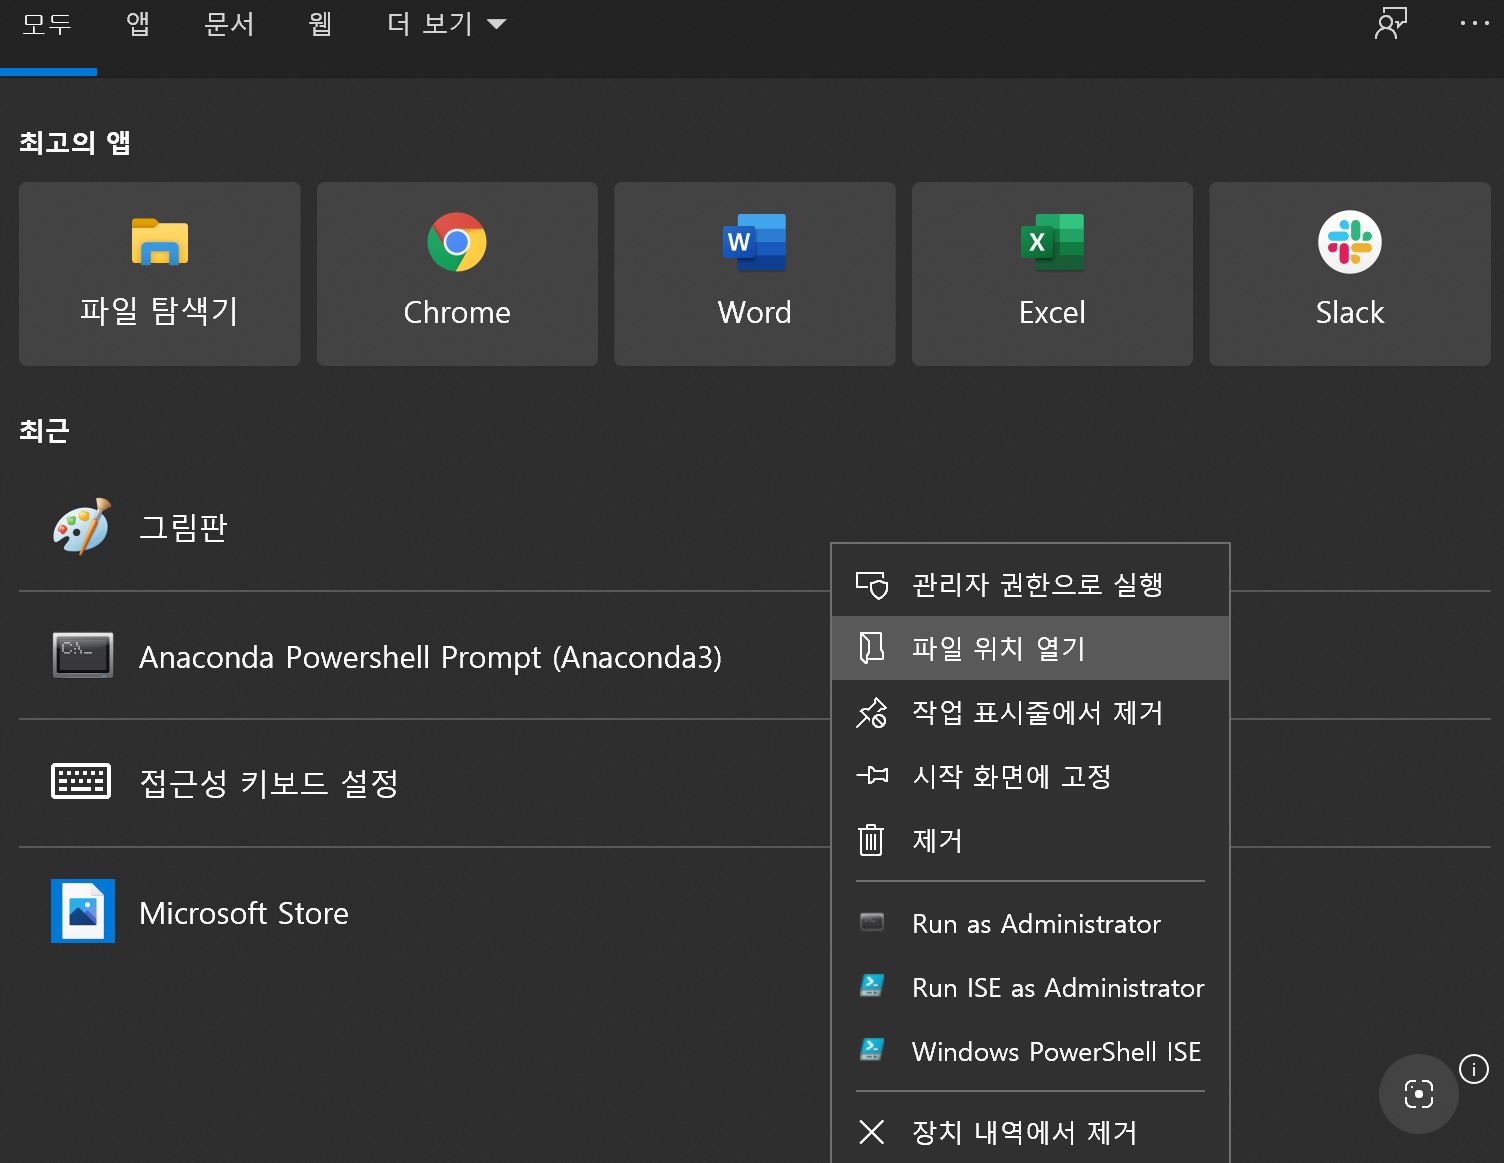 모두 앱 문서 웹 더 보기
최고의 앱
파일 탐색기 Chrome Word Excel Slack
최근
그림판
Anaconda Powershell Prompt (Anaconda3)
접근성 키보드 설정
Microsoft Store
관리자 권한으로 실행
파일 위치 열기
작업 표시줄에서 제거
시작 화면에 고정
제거
Run as Administrator
Run ISE as Administrator
Windows PowerShell ISE
장치 내역에서 제거